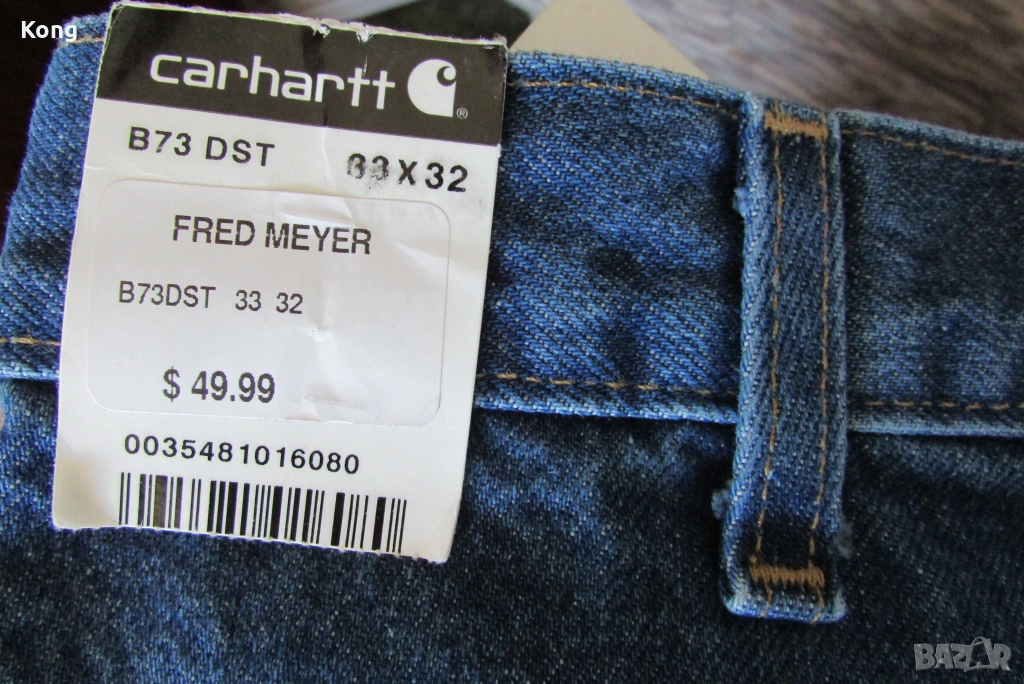 Kong
carhartt
®
B73 DST 33 X 32
FRED MEYER
B73DST 33 32
$ 49.99
0035481016080
BAZAR